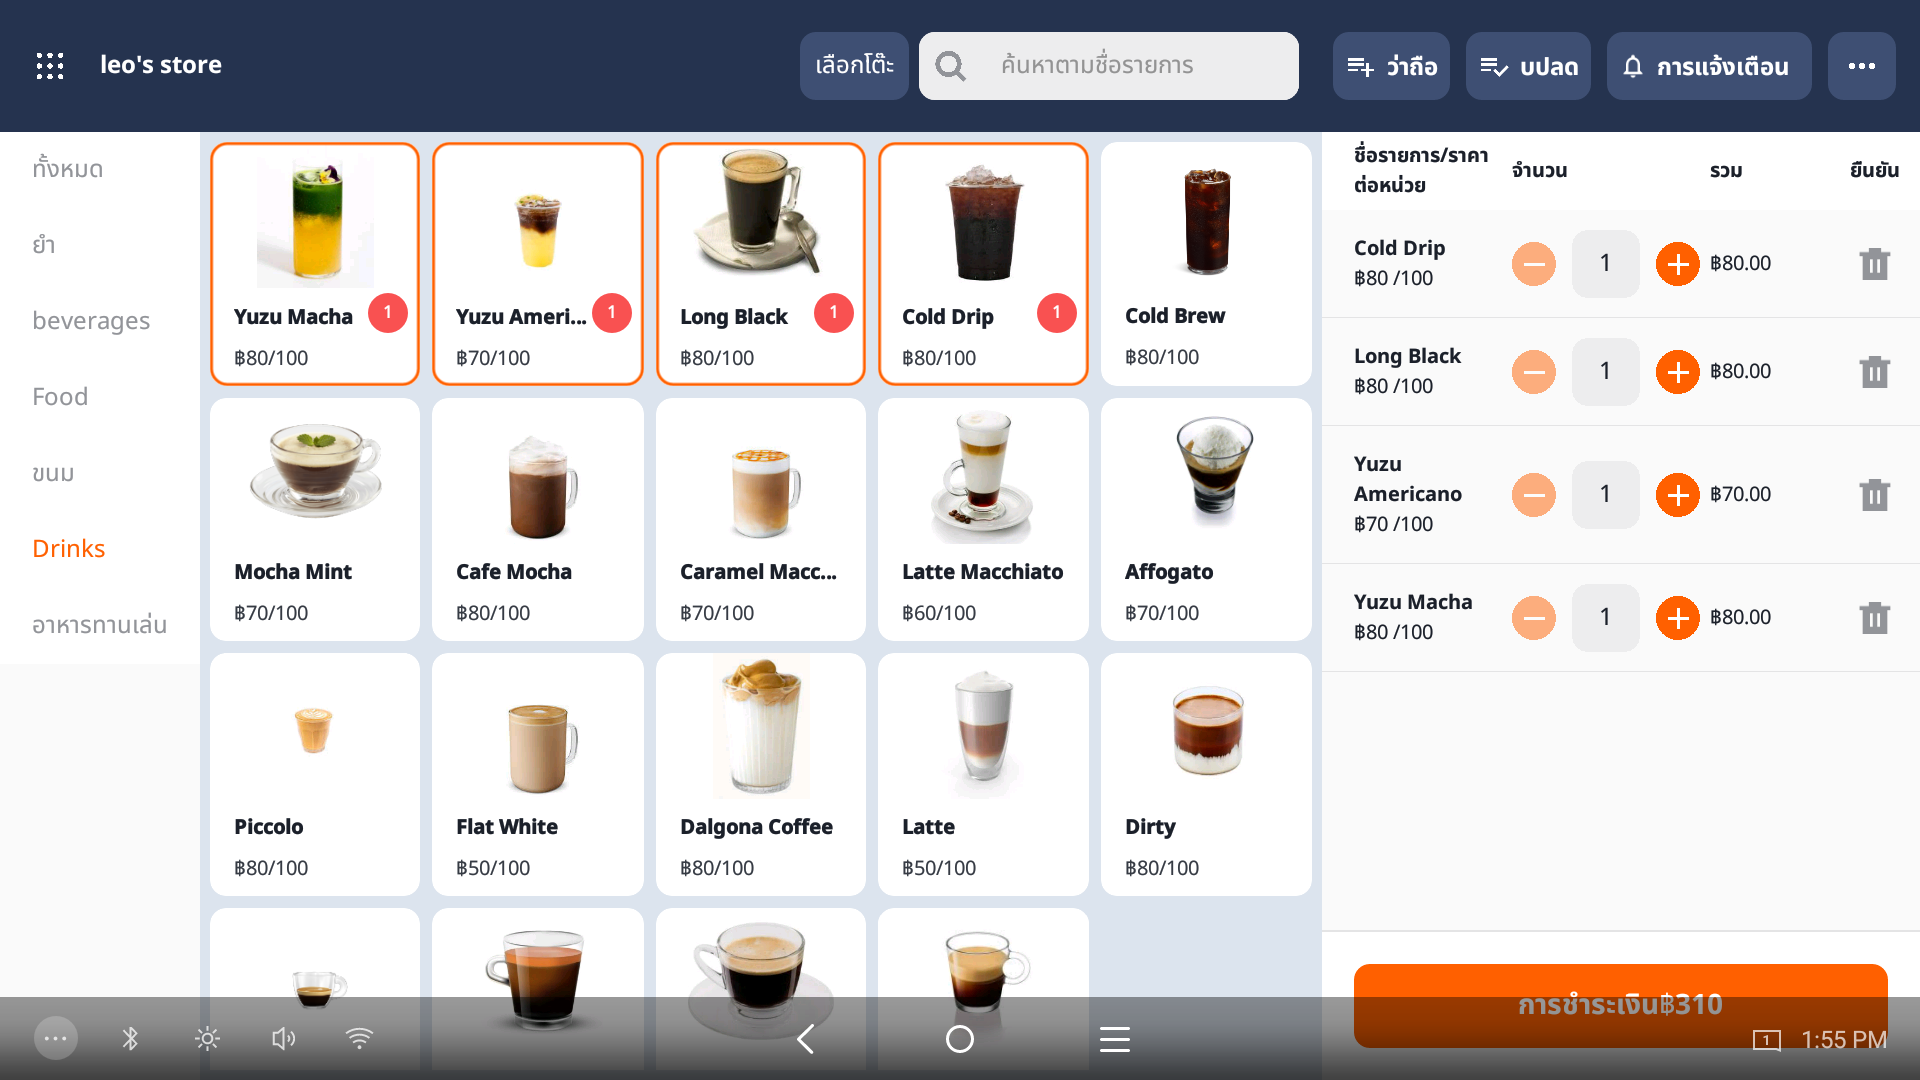 leo's store
เลือกโต๊ะ
ค้นหาตามชื่อรายการ
ว่าถือ
บปลด
การแจ้งเตือน
ทั้งหมด
ยำ
beverages
Food
ขนม
Drinks
อาหารทานเล่น
Yuzu Macha 1
฿80/100
Yuzu Ameri... 1
฿70/100
Long Black 1
฿80/100
Cold Drip 1
฿80/100
Cold Brew
฿80/100
Mocha Mint
฿70/100
Cafe Mocha
฿80/100
Caramel Macc...
฿70/100
Latte Macchiato
฿60/100
Affogato
฿70/100
Piccolo
฿80/100
Flat White
฿50/100
Dalgona Coffee
฿80/100
Latte
฿50/100
Dirty
฿80/100
ชื่อรายการ/ราคา
ต่อหน่วย
จำนวน
รวม
ยืนยัน
Cold Drip
฿80 /100
1
฿80.00
Long Black
฿80 /100
1
฿80.00
Yuzu
Americano
฿70 /100
1
฿70.00
Yuzu Macha
฿80 /100
1
฿80.00
การชำระเงิน฿310
1
1:55 PM